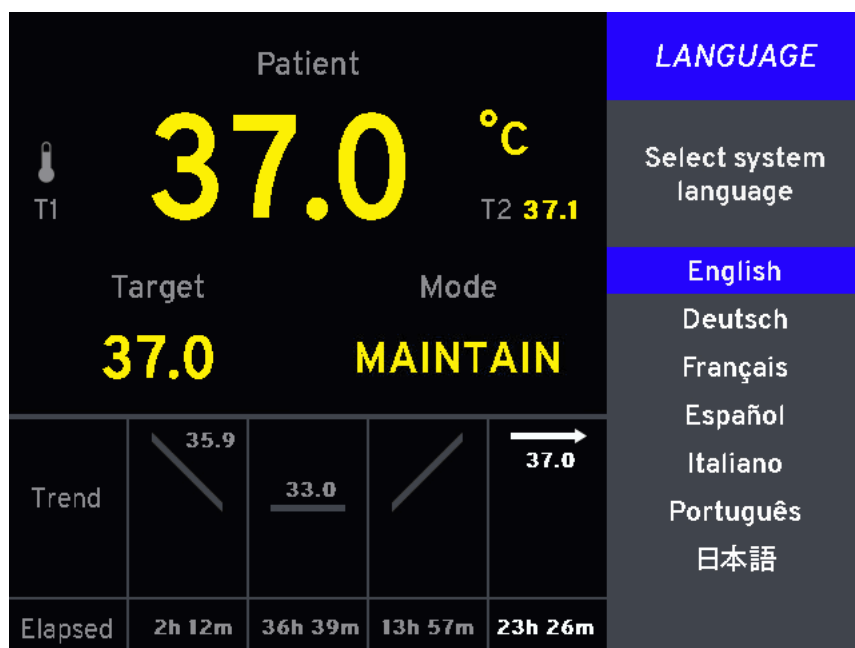 Patient
37.0 °C
T1
T2 37.1
Target
37.0
Mode
MAINTAIN
Trend
35.9
33.0
37.0
Elapsed
2h 12m
36h 39m
13h 57m
23h 26m
LANGUAGE
Select system
language
English
Deutsch
Français
Español
Italiano
Português
日本語